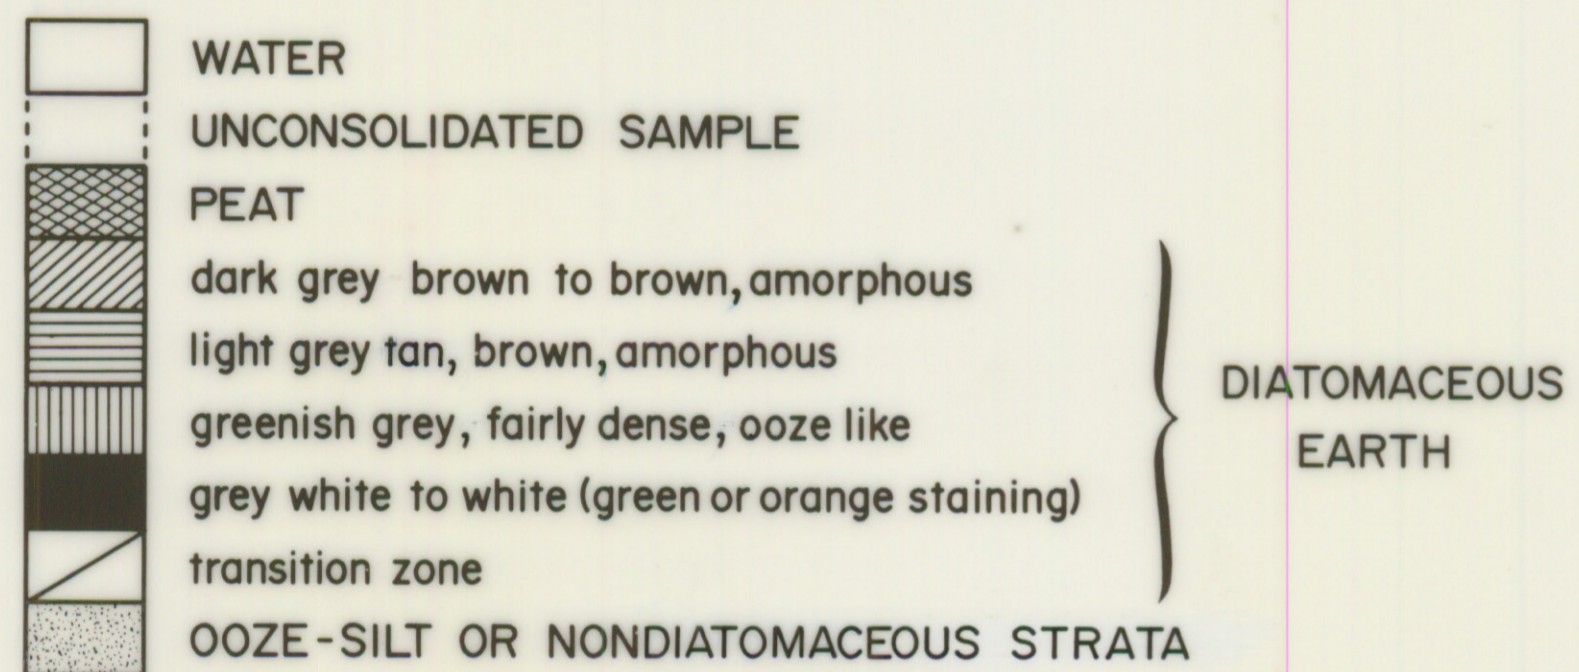 WATER
UNCONSOLIDATED SAMPLE
PEAT
dark grey brown to brown, amorphous
light grey tan, brown, amorphous
greenish grey, fairly dense, ooze like
grey white to white (green or orange staining)
transition zone
DIATOMACEOUS
EARTH
OOZE-SILT OR NONDIATOMACEOUS STRATA